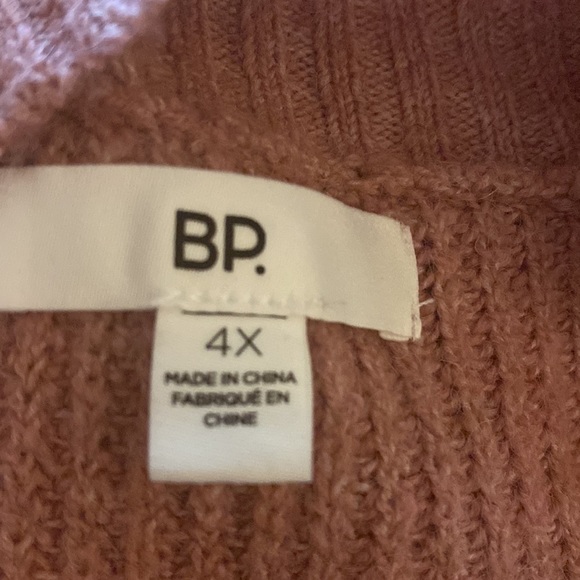 BP.
4X
MADE IN CHINA
FABRIQUÉ EN
CHINE